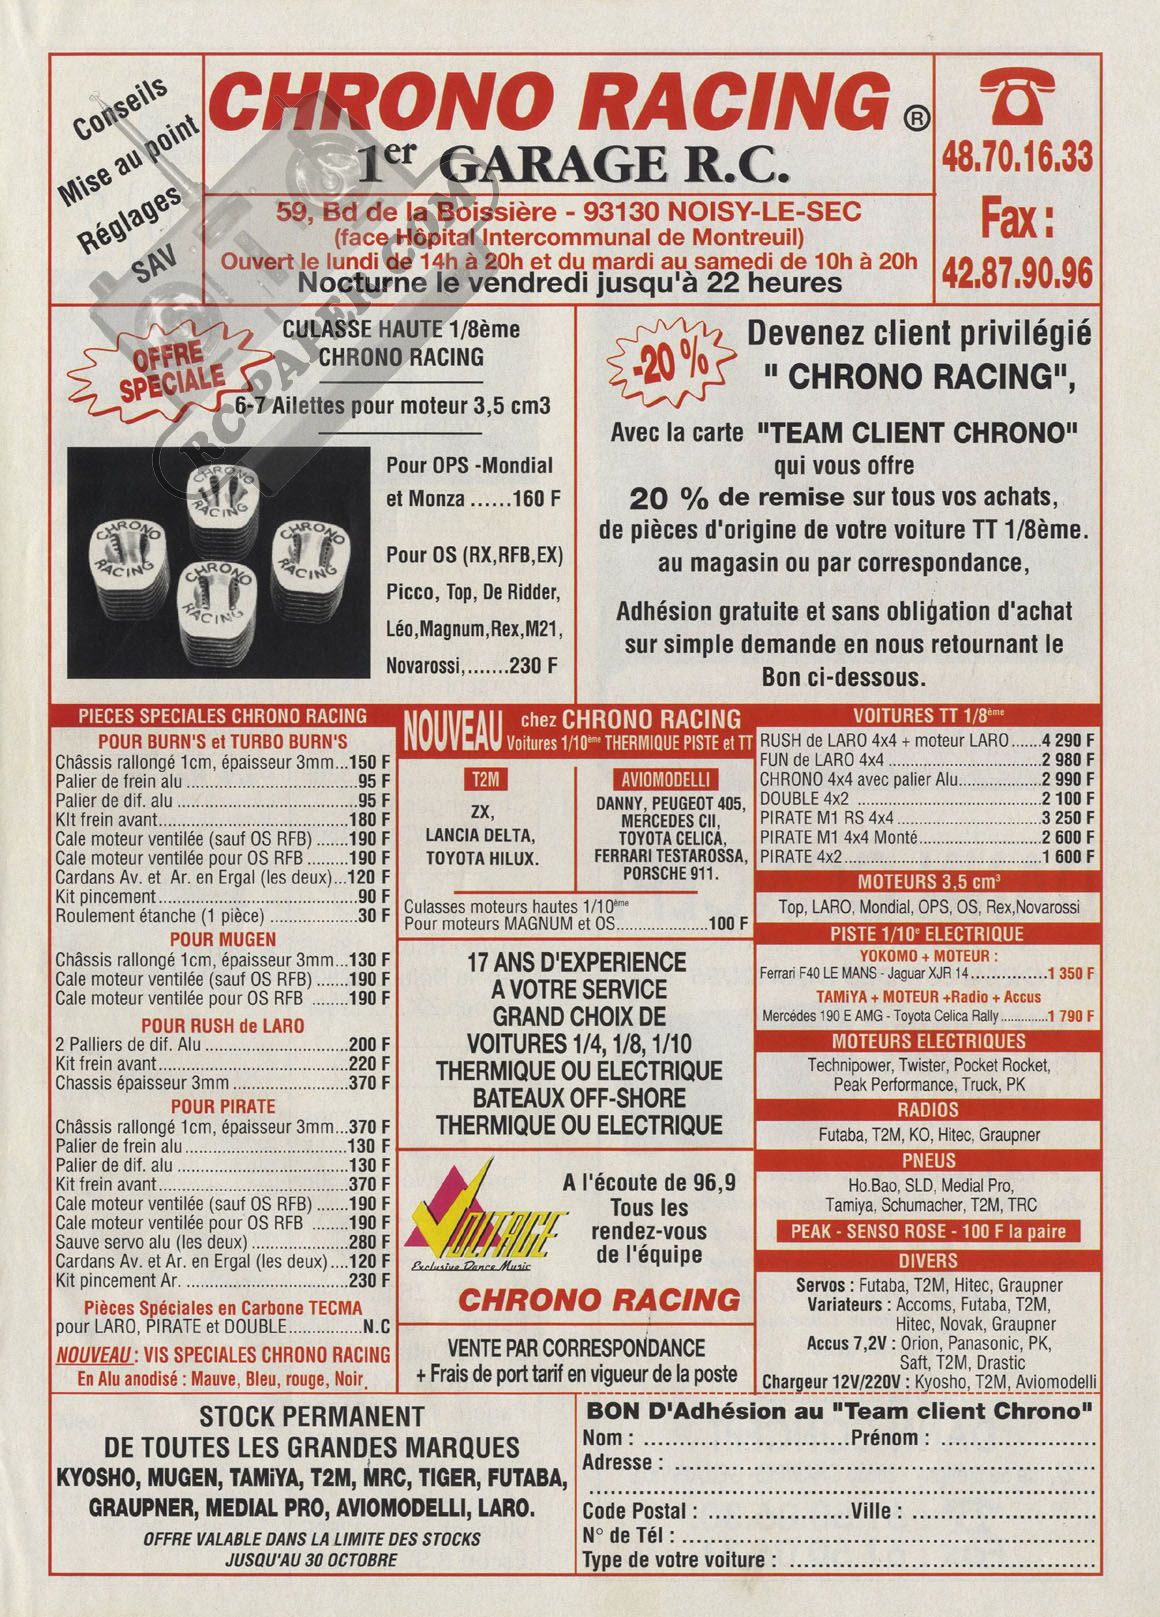 Conseils
Mise au point
Réglages
SAV
CHRONO RACING ®
1er GARAGE R.C.
59, Bd de la Boissière - 93130 NOISY-LE-SEC
(face Hôpital Intercommunal de Montreuil)
Ouvert le lundi de 14h à 20h et du mardi au samedi de 10h à 20h
Nocturne le vendredi jusqu'à 22 heures
48.70.16.33
Fax :
42.87.90.96
RC-PAPER.COM
OFFRE
SPECIALE
CULASSE HAUTE 1/8ème
CHRONO RACING
6-7 Ailettes pour moteur 3,5 cm3
CHRONO
RACING
CHRONO
RACING
CHRONO
RACING
CHRONO
RACING
Pour OPS -Mondial
et Monza ......160 F
Pour OS (RX,RFB,EX)
Picco, Top, De Ridder,
Léo,Magnum,Rex,M21,
Novarossi,.......230 F
-20 %
Devenez client privilégié
" CHRONO RACING",
Avec la carte "TEAM CLIENT CHRONO"
qui vous offre
20 % de remise sur tous vos achats,
de pièces d'origine de votre voiture TT 1/8ème.
au magasin ou par correspondance,
Adhésion gratuite et sans obligation d'achat
sur simple demande en nous retournant le
Bon ci-dessous.
PIECES SPECIALES CHRONO RACING
POUR BURN'S et TURBO BURN'S
Châssis rallongé 1cm, épaisseur 3mm...150 F
Palier de frein alu ..........95 F
Palier de dif. alu ..........95 F
KIt frein avant..........180 F
Cale moteur ventilée (sauf OS RFB) ......190 F
Cale moteur ventilée pour OS RFB ........190 F
Cardans Av. et Ar. en Ergal (les deux)...120 F
Kit pincement..........90 F
Roulement étanche (1 pièce) ..........30 F
POUR MUGEN
Châssis rallongé 1cm, épaisseur 3mm...130 F
Cale moteur ventilée (sauf OS RFB) ......190 F
Cale moteur ventilée pour OS RFB ........190 F
POUR RUSH de LARO
2 Palliers de dif. Alu ..........200 F
Kit frein avant..........220 F
Chassis épaisseur 3mm ..........370 F
POUR PIRATE
Châssis rallongé 1cm, épaisseur 3mm...370 F
Palier de frein alu ..........130 F
Palier de dif. alu ..........130 F
Kit frein avant..........370 F
Cale moteur ventilée (sauf OS RFB) ......190 F
Cale moteur ventilée pour OS RFB ........190 F
Sauve servo alu (les deux) ..........280 F
Cardans Av. et Ar. en Ergal (les deux)....120 F
Kit pincement Ar. ..........230 F
Pièces Spéciales en Carbone TECMA
pour LARO, PIRATE et DOUBLE..........N.C
NOUVEAU : VIS SPECIALES CHRONO RACING
En Alu anodisé : Mauve, Bleu, rouge, Noir.
NOUVEAU chez CHRONO RACING
Voitures 1/10ème THERMIQUE PISTE et TT
T2M
ZX,
LANCIA DELTA,
TOYOTA HILUX.
AVIOMODELLI
DANNY, PEUGEOT 405,
MERCEDES CII,
TOYOTA CELICA,
FERRARI TESTAROSSA,
PORSCHE 911.
Culasses moteurs hautes 1/10ème
Pour moteurs MAGNUM et OS..........100 F
17 ANS D'EXPERIENCE
A VOTRE SERVICE
GRAND CHOIX DE
VOITURES 1/4, 1/8, 1/10
THERMIQUE OU ELECTRIQUE
BATEAUX OFF-SHORE
THERMIQUE OU ELECTRIQUE
VOLTAGE
Exclusive Dance Music
A l'écoute de 96,9
Tous les
rendez-vous
de l'équipe
CHRONO RACING
VENTE PAR CORRESPONDANCE
+ Frais de port tarif en vigueur de la poste
VOITURES TT 1/8ème
RUSH de LARO 4x4 + moteur LARO......4 290 F
FUN de LARO 4x4 ..........2 980 F
CHRONO 4x4 avec palier Alu..........2 990 F
DOUBLE 4x2 ..........2 100 F
PIRATE M1 RS 4x4..........3 250 F
PIRATE M1 4x4 Monté..........2 600 F
PIRATE 4x2..........1 600 F
MOTEURS 3,5 cm³
Top, LARO, Mondial, OPS, OS, Rex,Novarossi
PISTE 1/10e ELECTRIQUE
YOKOMO + MOTEUR :
Ferrari F40 LE MANS - Jaguar XJR 14..........1 350 F
TAMiYA + MOTEUR +Radio + Accus
Mercédes 190 E AMG - Toyota Celica Rally..........1 790 F
MOTEURS ELECTRIQUES
Technipower, Twister, Pocket Rocket,
Peak Performance, Truck, PK
RADIOS
Futaba, T2M, KO, Hitec, Graupner
PNEUS
Ho.Bao, SLD, Medial Pro,
Tamiya, Schumacher, T2M, TRC
PEAK - SENSO ROSE - 100 F la paire
DIVERS
Servos : Futaba, T2M, Hitec, Graupner
Variateurs : Accoms, Futaba, T2M,
Hitec, Novak, Graupner
Accus 7,2V : Orion, Panasonic, PK,
Saft, T2M, Drastic
Chargeur 12V/220V : Kyosho, T2M, Aviomodelli
STOCK PERMANENT
DE TOUTES LES GRANDES MARQUES
KYOSHO, MUGEN, TAMiYA, T2M, MRC, TIGER, FUTABA,
GRAUPNER, MEDIAL PRO, AVIOMODELLI, LARO.
OFFRE VALABLE DANS LA LIMITE DES STOCKS
JUSQU'AU 30 OCTOBRE
BON D'Adhésion au "Team client Chrono"
Nom : ..........Prénom : ..........
Adresse : ..........
Code Postal : ..........Ville : ..........
N° de Tél : ..........
Type de votre voiture : ..........